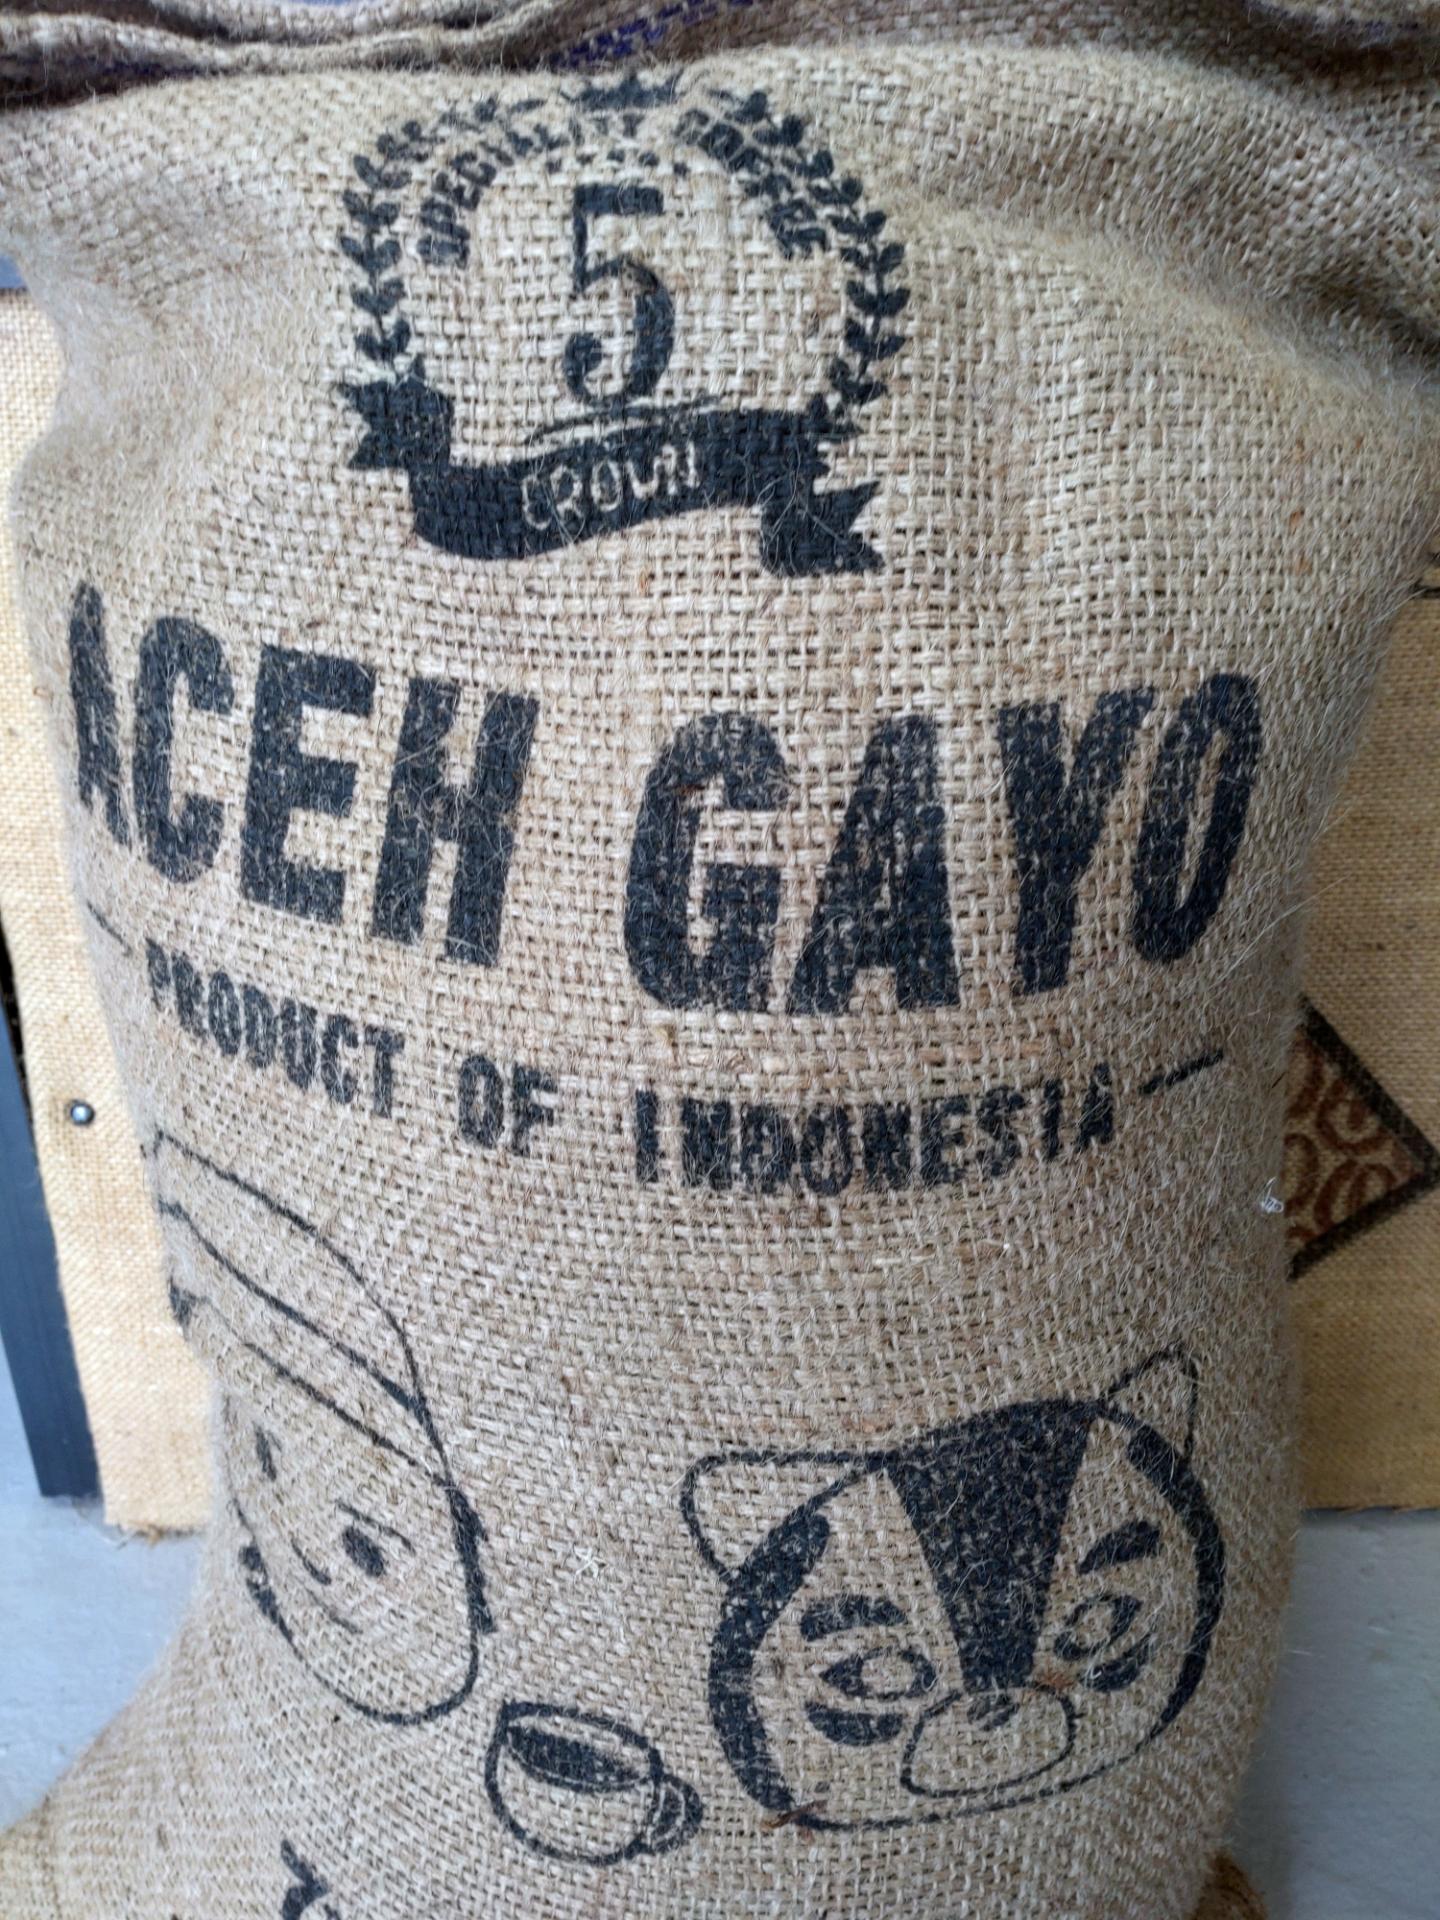 SPECIALITY COFFEE
5
CROWN
ACEH GAYO
PRODUCT OF INDONESIA